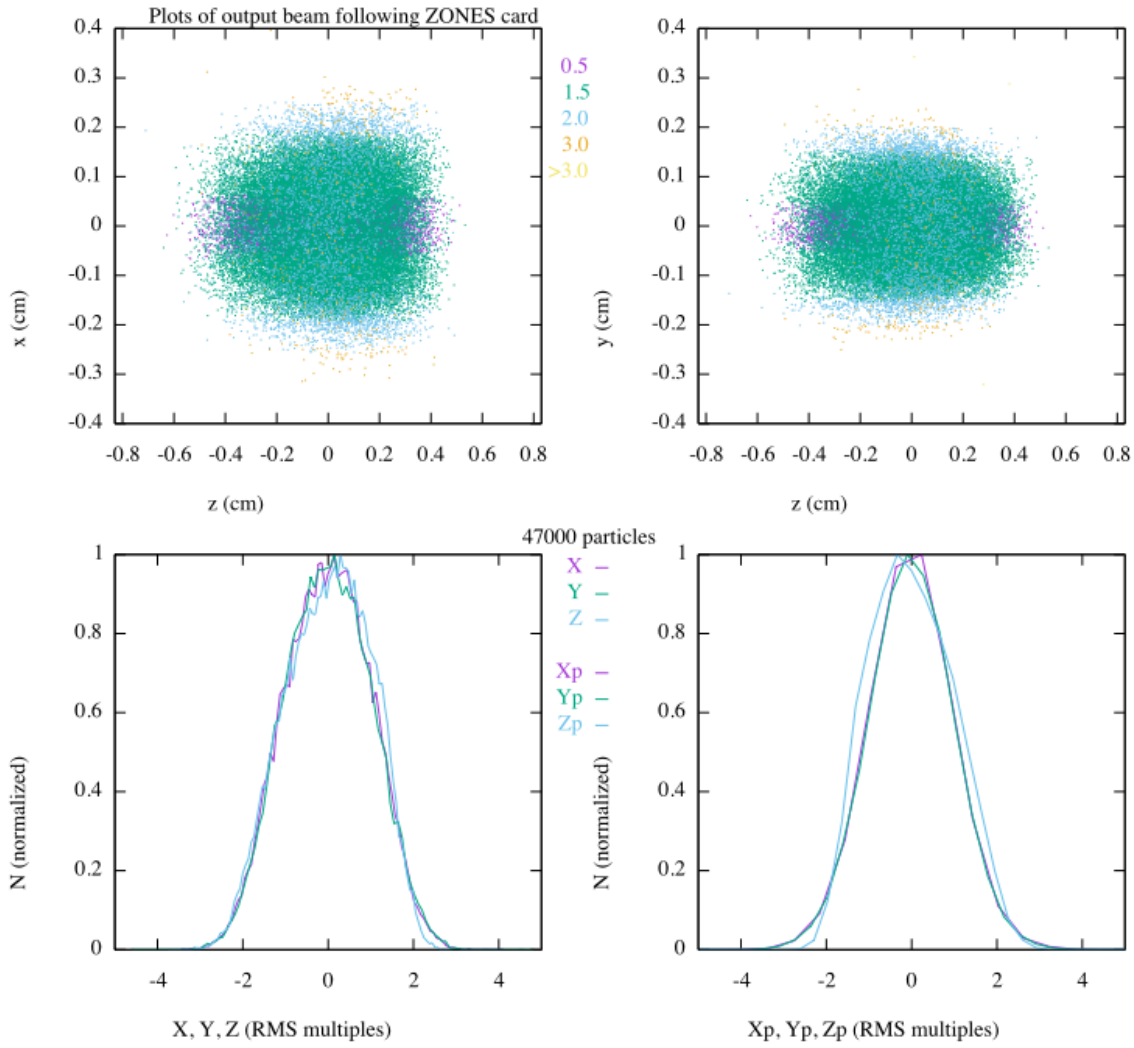 Plots of output beam following ZONES card
0.4
0.3
0.2
0.1
0
-0.1
-0.2
-0.3
-0.4
x (cm)
-0.8 -0.6 -0.4 -0.2 0 0.2 0.4 0.6 0.8
z (cm)
0.5
1.5
2.0
3.0
>3.0
0.4
0.3
0.2
0.1
0
-0.1
-0.2
-0.3
-0.4
y (cm)
-0.8 -0.6 -0.4 -0.2 0 0.2 0.4 0.6 0.8
z (cm)
47000 particles
1
0.8
0.6
0.4
0.2
0
N (normalized)
-4 -2 0 2 4
X, Y, Z (RMS multiples)
X
Y
Z
Xp
Yp
Zp
1
0.8
0.6
0.4
0.2
0
N (normalized)
-4 -2 0 2 4
Xp, Yp, Zp (RMS multiples)